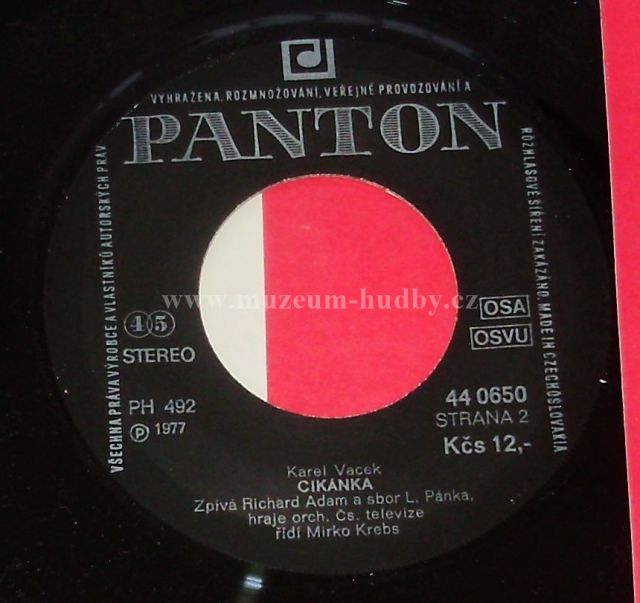 VŠECHNA PRÁVA VÝROBCE A VLASTNÍKŮ AUTORSKÝCH PRÁV
VYHRAŽENA, ROZMNOŽOVÁNÍ, VEŘEJNÉ PROVOZOVÁNÍ A
ROZHLASOVÉ ŠÍŘENÍ ZAKÁZÁNO. MADE IN CZECHOSLOVAKIA
PANTON
www.muzeum-hudby.cz
45
STEREO
OSA
OSVU
PH 492
Ⓟ 1977
44 0650
STRANA 2
Kčs 12,-
Karel Vacek
CIKÁNKA
Zpívá Richard Adam a sbor L. Pánka,
hraje orch. Čs. televize
řídí Mirko Krebs